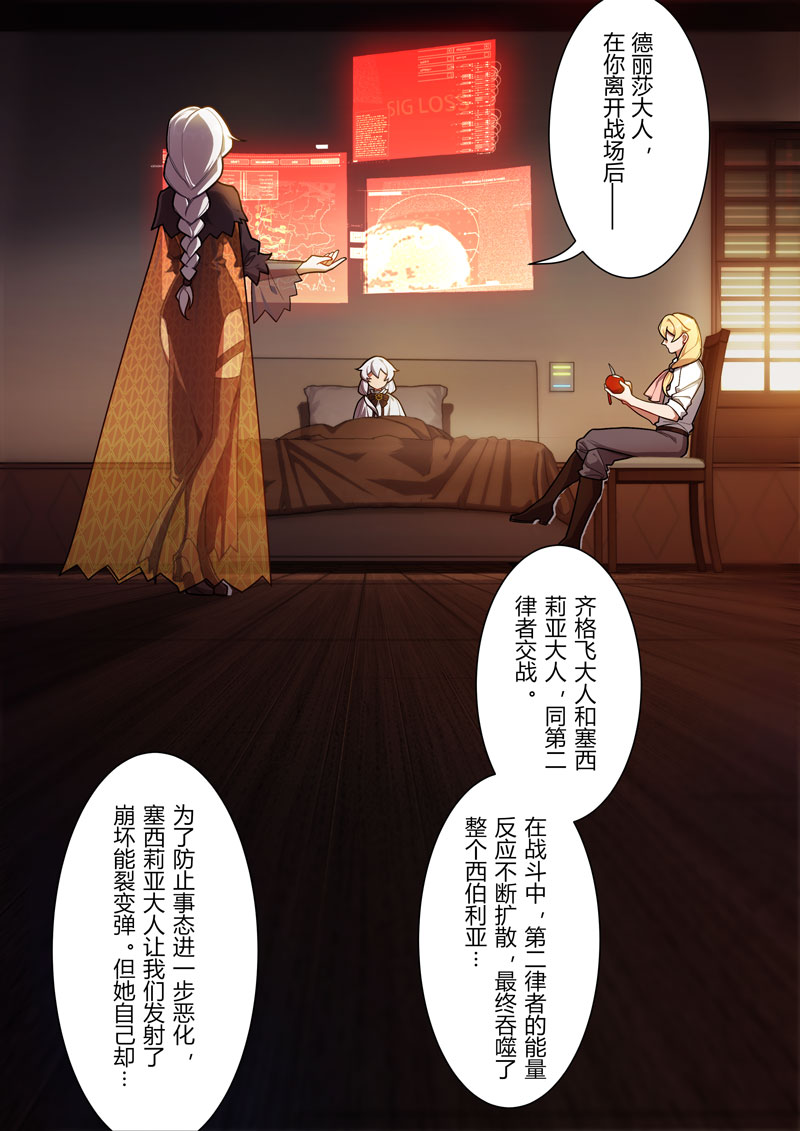 德丽莎大人，
在你离开战场后——
SIG LOSS
齐格飞大人和塞西
莉亚大人，同第二
律者交战。
在战斗中，第二律者的能量
反应不断扩散，最终吞噬了
整个西伯利亚…
为了防止事态进一步恶化，
塞西莉亚大人让我们发射了
崩坏能裂变弹。但她自己却…